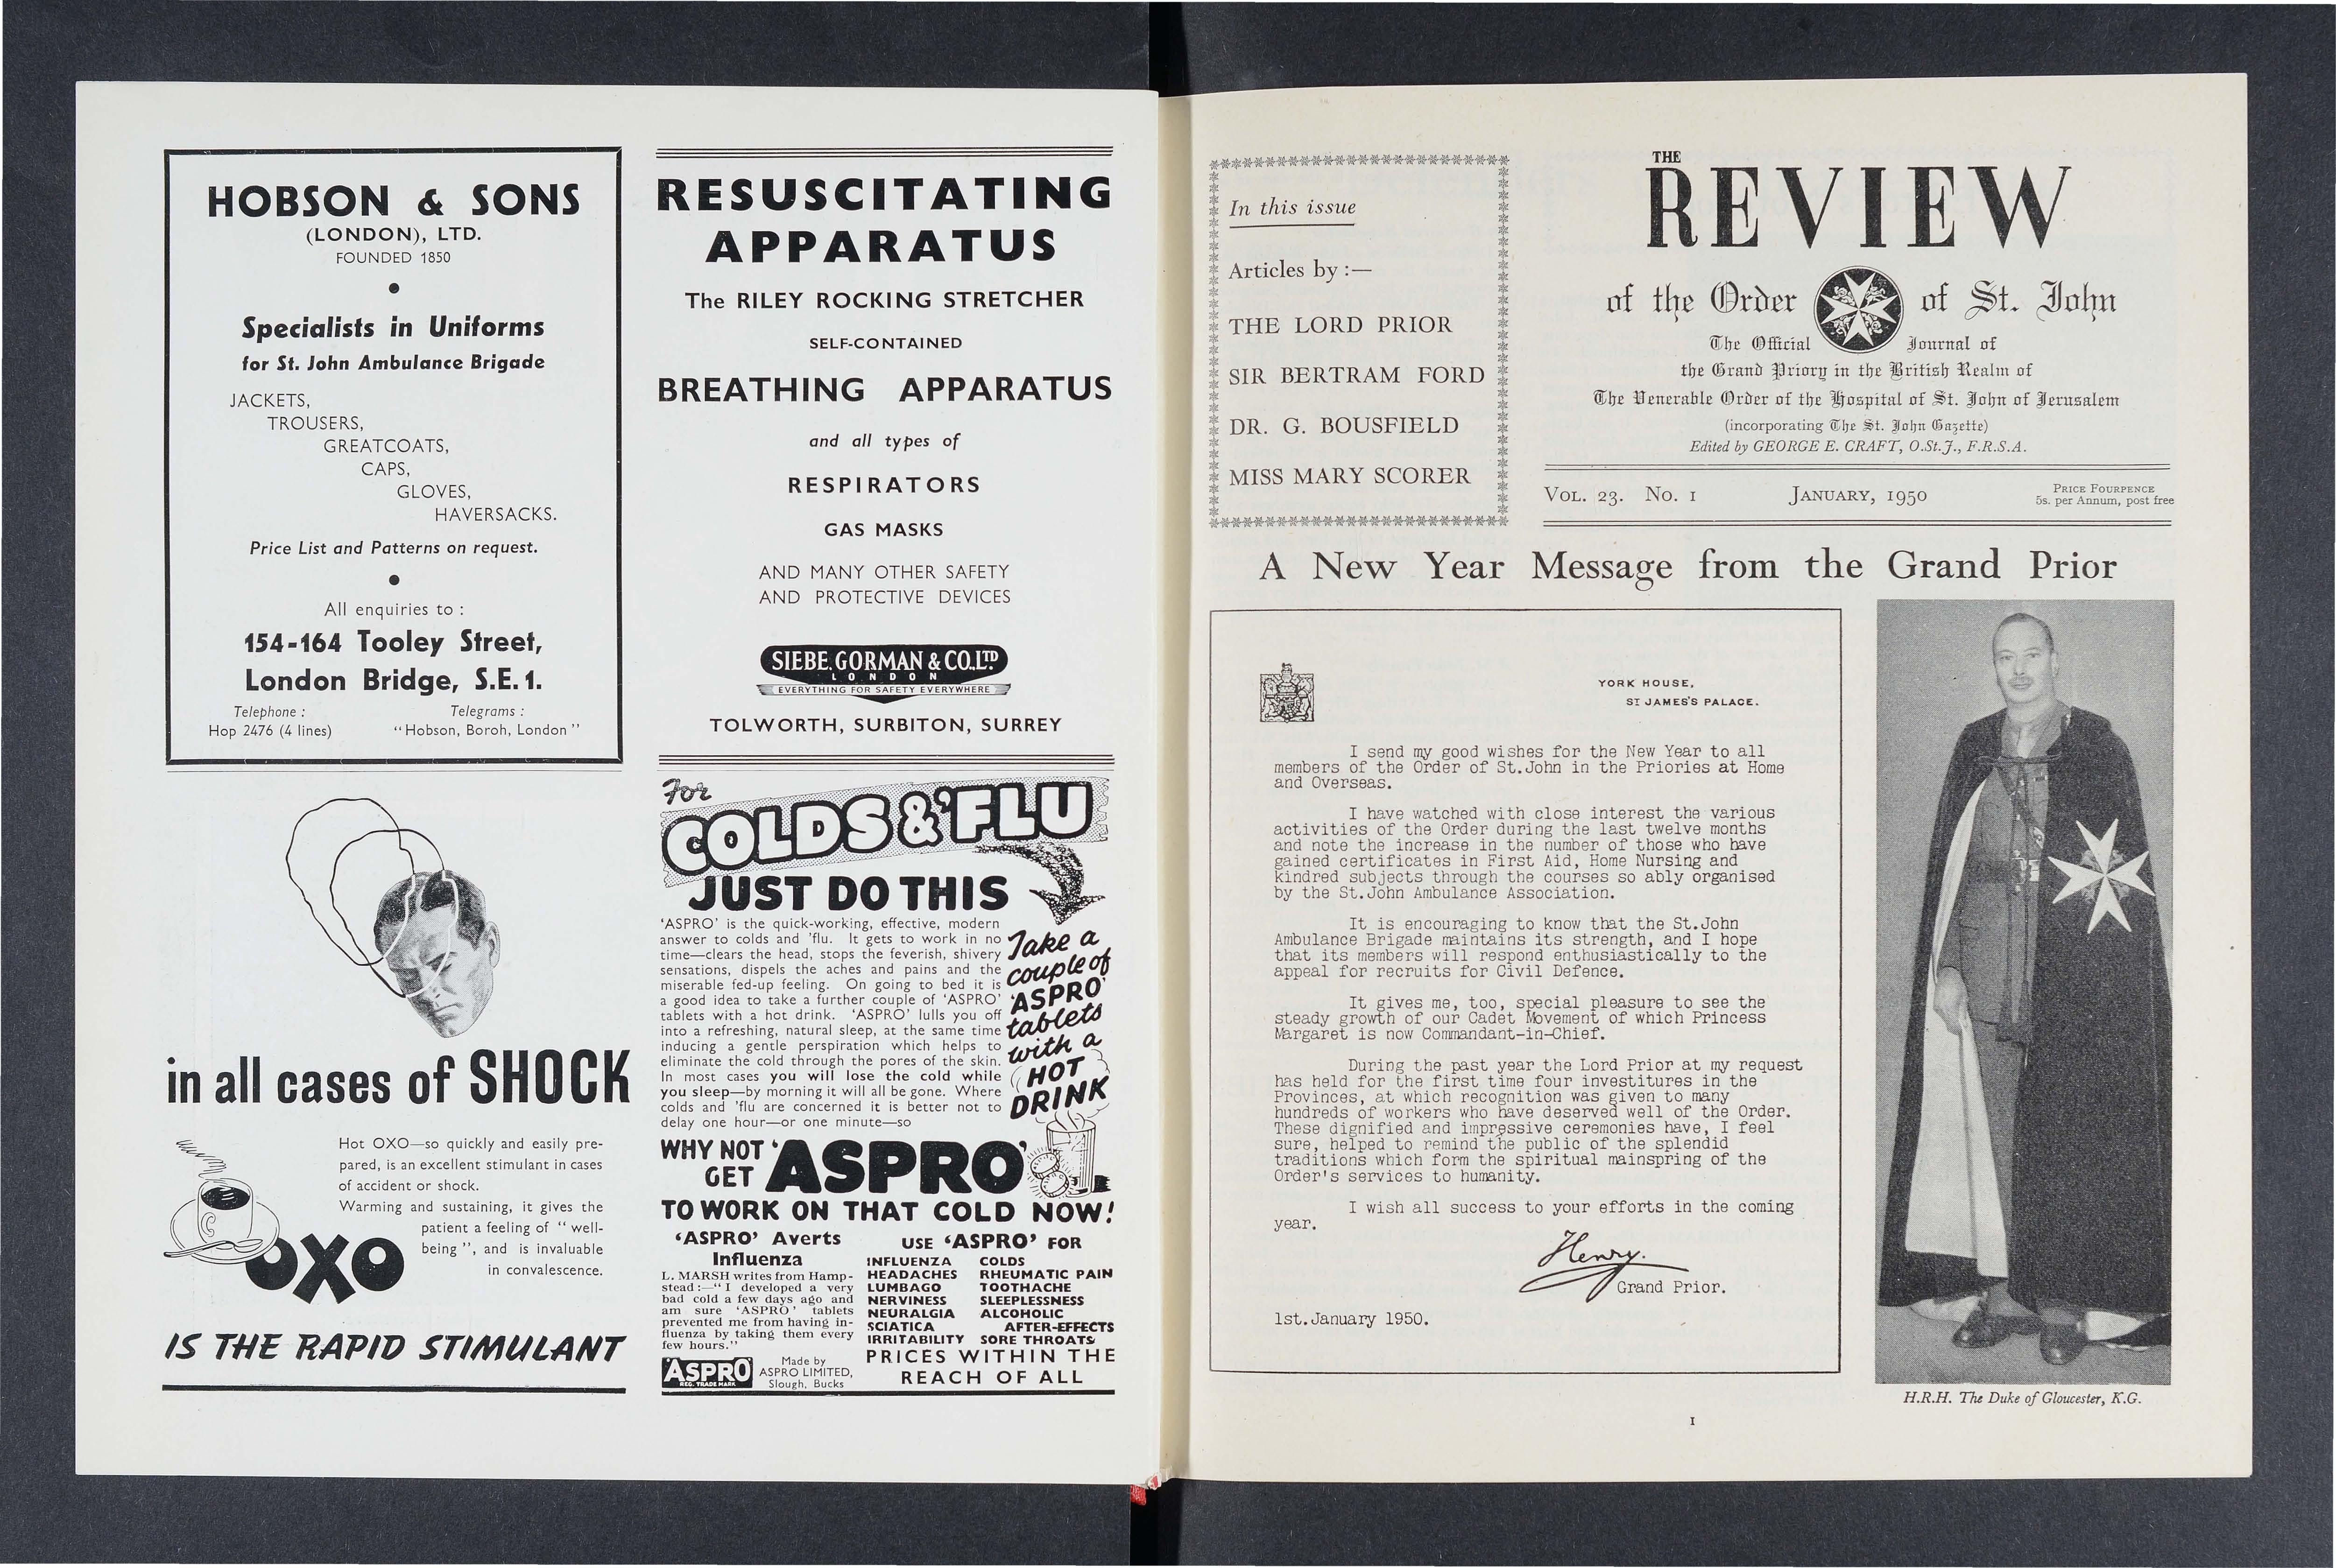 HOBSON & SONS
(LONDON), LTD.
FOUNDED 1850
Specialists in Uniforms
for St. John Ambulance Brigade
JACKETS,
TROUSERS,
GREATCOATS,
CAPS,
GLOVES,
HAVERSACKS.
Price List and Patterns on request.
All enquiries to :
154-164 Tooley Street,
London Bridge, S.E.1.
Telephone :
Hop 2476 (4 lines)
Telegrams :
"Hobson, Boroh, London"
in all cases of SHOCK
Hot OXO—so quickly and easily pre-
pared, is an excellent stimulant in cases
of accident or shock.
Warming and sustaining, it gives the
patient a feeling of " well-
being ", and is invaluable
in convalescence.
OXO
IS THE RAPID STIMULANT
RESUSCITATING
APPARATUS
The RILEY ROCKING STRETCHER
SELF-CONTAINED
BREATHING APPARATUS
and all types of
RESPIRATORS
GAS MASKS
AND MANY OTHER SAFETY
AND PROTECTIVE DEVICES
SIEBE, GORMAN & CO. LTD
LONDON
EVERYTHING FOR SAFETY EVERYWHERE
TOLWORTH, SURBITON, SURREY
For
COLDS & 'FLU
JUST DO THIS
'ASPRO' is the quick-working, effective, modern
answer to colds and 'flu. It gets to work in no
time—clears the head, stops the feverish, shivery
sensations, dispels the aches and pains and the
miserable fed-up feeling. On going to bed it is
a good idea to take a further couple of 'ASPRO'
tablets with a hot drink. 'ASPRO' lulls you off
into a refreshing, natural sleep, at the same time
inducing a gentle perspiration which helps to
eliminate the cold through the pores of the skin.
In most cases you will lose the cold while
you sleep—by morning it will all be gone. Where
colds and 'flu are concerned it is better not to
delay one hour—or one minute—so
Take a
couple of
'ASPRO'
tablets
with a
HOT
DRINK
WHY NOT
GET
'ASPRO'
TO WORK ON THAT COLD NOW!
'ASPRO' Averts
Influenza
L. MARSH writes from Hamp-
stead :—"I developed a very
bad cold a few days ago and
am sure 'ASPRO' tablets
prevented me from having in-
fluenza by taking them every
few hours."
ASPRO
REG. TRADE MARK
Made by
ASPRO LIMITED,
Slough, Bucks
USE 'ASPRO' FOR
INFLUENZA COLDS
HEADACHES RHEUMATIC PAIN
LUMBAGO TOOTHACHE
NERVINESS SLEEPLESSNESS
NEURALGIA ALCOHOLIC
SCIATICA AFTER-EFFECTS
IRRITABILITY SORE THROATS
PRICES WITHIN THE
REACH OF ALL
In this issue
Articles by :—
THE LORD PRIOR
SIR BERTRAM FORD
DR. G. BOUSFIELD
MISS MARY SCORER
THE
REVIEW
of the Order of St. John
The Official Journal of
the Grand Priory in the British Realm of
The Venerable Order of the Hospital of St. John of Jerusalem
(incorporating The St. John Gazette)
Edited by GEORGE E. CRAFT, O.St.J., F.R.S.A.
VOL. 23. No. 1 JANUARY, 1950
PRICE FOURPENCE
5s. per Annum, post free
A New Year Message from the Grand Prior
YORK HOUSE,
ST JAMES'S PALACE.
I send my good wishes for the New Year to all
members of the Order of St.John in the Priories at Home
and Overseas.
I have watched with close interest the various
activities of the Order during the last twelve months
and note the increase in the number of those who have
gained certificates in First Aid, Home Nursing and
kindred subjects through the courses so ably organised
by the St.John Ambulance Association.
It is encouraging to know that the St.John
Ambulance Brigade maintains its strength, and I hope
that its members will respond enthusiastically to the
appeal for recruits for Civil Defence.
It gives me, too, special pleasure to see the
steady growth of our Cadet Movement of which Princess
Margaret is now Commandant-in-Chief.
During the past year the Lord Prior at my request
has held for the first time four investitures in the
Provinces, at which recognition was given to many
hundreds of workers who have deserved well of the Order.
These dignified and impressive ceremonies have, I feel
sure, helped to remind the public of the splendid
traditions which form the spiritual mainspring of the
Order's services to humanity.
I wish all success to your efforts in the coming
year.
Henry.
Grand Prior.
1st.January 1950.
H.R.H. The Duke of Gloucester, K.G.
1